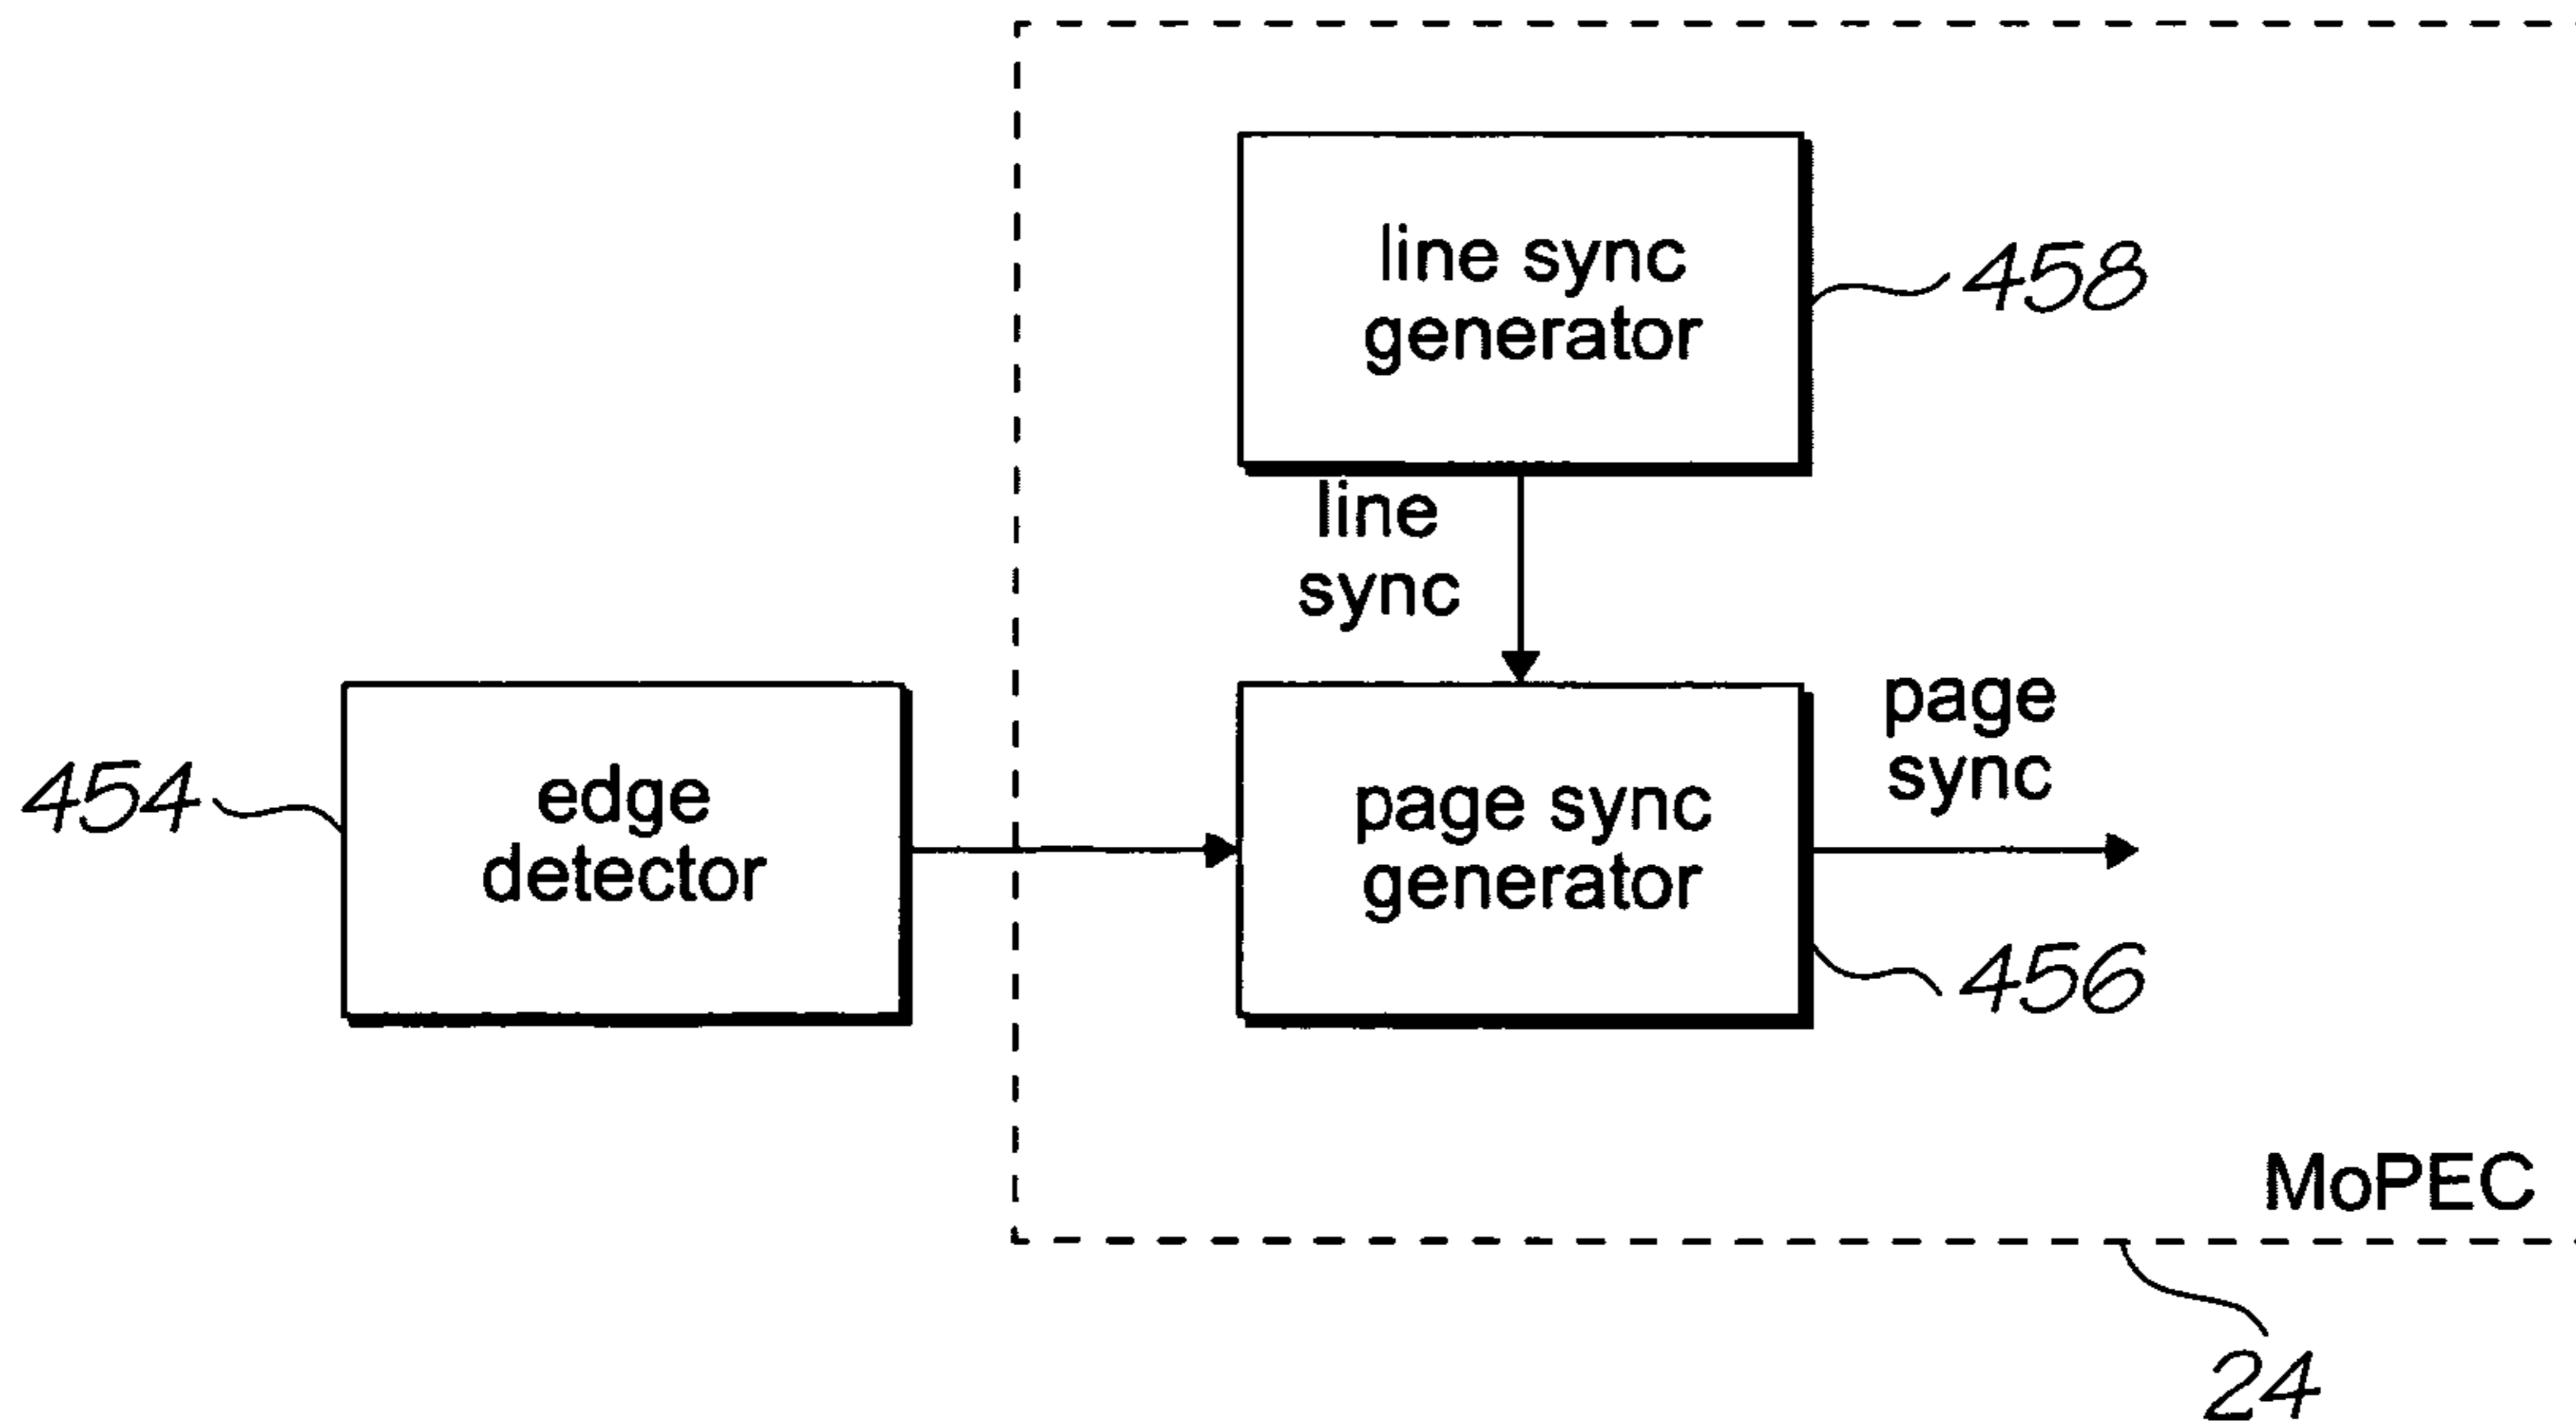 line sync
generator
458
line
sync
454
edge
detector
page sync
generator
page
sync
456
MoPEC
24